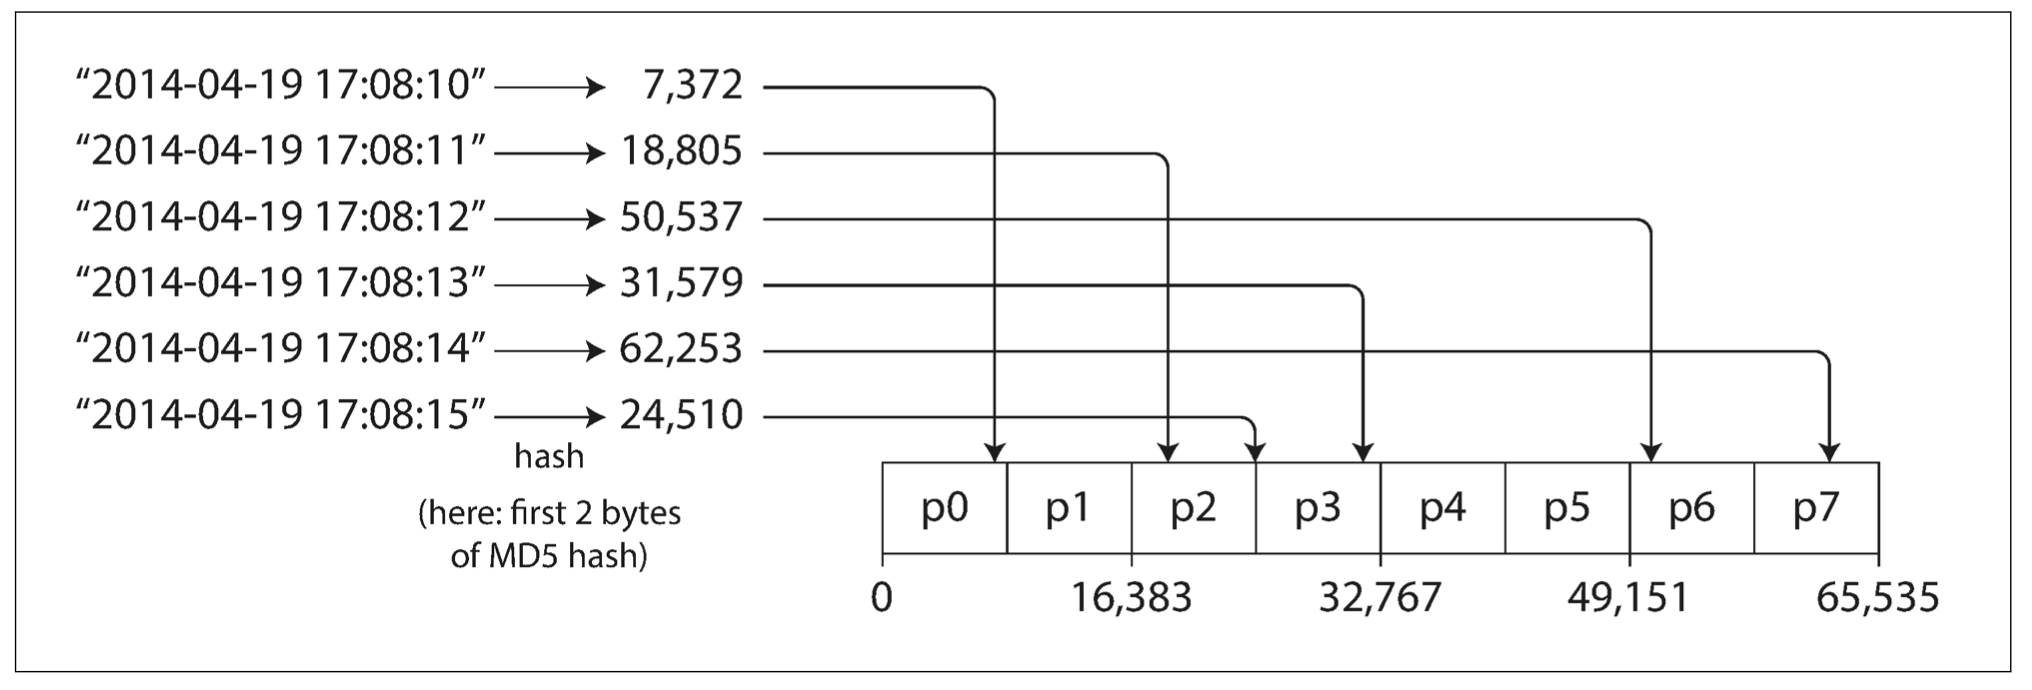 “2014-04-19 17:08:10” 7,372
“2014-04-19 17:08:11” 18,805
“2014-04-19 17:08:12” 50,537
“2014-04-19 17:08:13” 31,579
“2014-04-19 17:08:14” 62,253
“2014-04-19 17:08:15” 24,510
hash
(here: first 2 bytes
of MD5 hash)
p0 p1 p2 p3 p4 p5 p6 p7
0 16,383 32,767 49,151 65,535